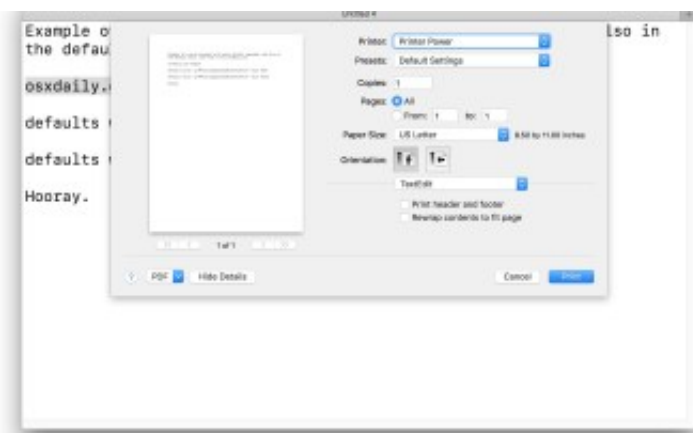 Untitled 4
Example o
lso in
the defau
osxdaily.
defaults
defaults
Hooray.
Printer: Printer Power
Presets: Default Settings
Copies: 1
Pages: All
From: 1 to: 1
Paper Size: US Letter 8.50 by 11.00 inches
Orientation:
TextEdit
Print header and footer
Rewrap contents to fit page
1 of 1
? PDF Hide Details Cancel Print